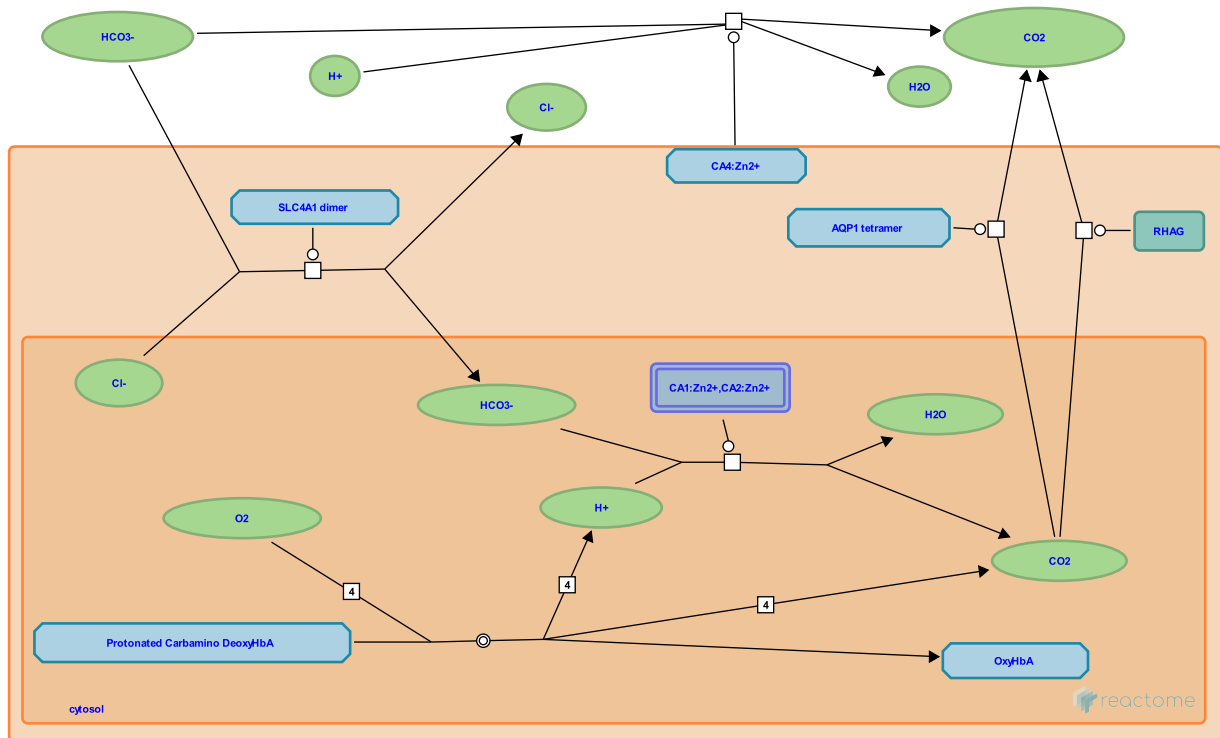 HCO3-
CO2
H+
H2O
Cl-
CA4:Zn2+
SLC4A1 dimer
AQP1 tetramer
RHAG
Cl-
CA1:Zn2+,CA2:Zn2+
HCO3-
H2O
O2
H+
CO2
4
4
4
Protonated Carbamino DeoxyHbA
OxyHbA
cytosol
reactome